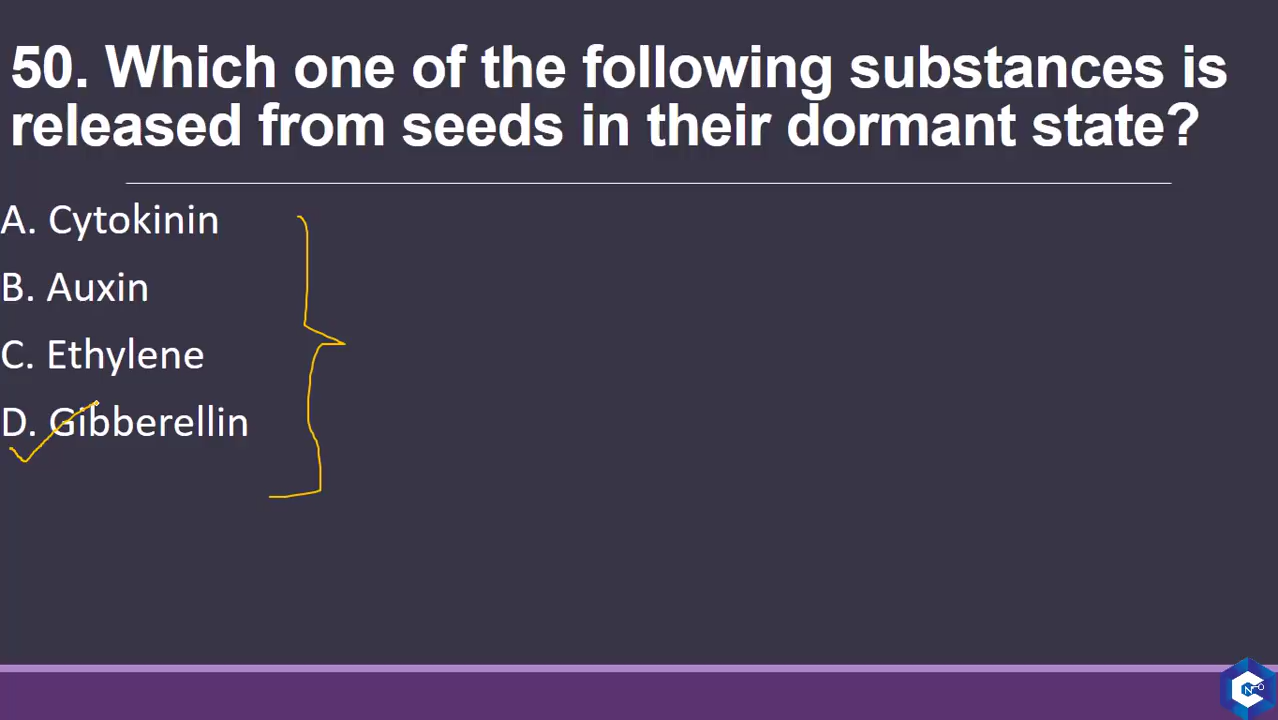 50. Which one of the following substances is
released from seeds in their dormant state?
A. Cytokinin
B. Auxin
C. Ethylene
D. Gibberellin